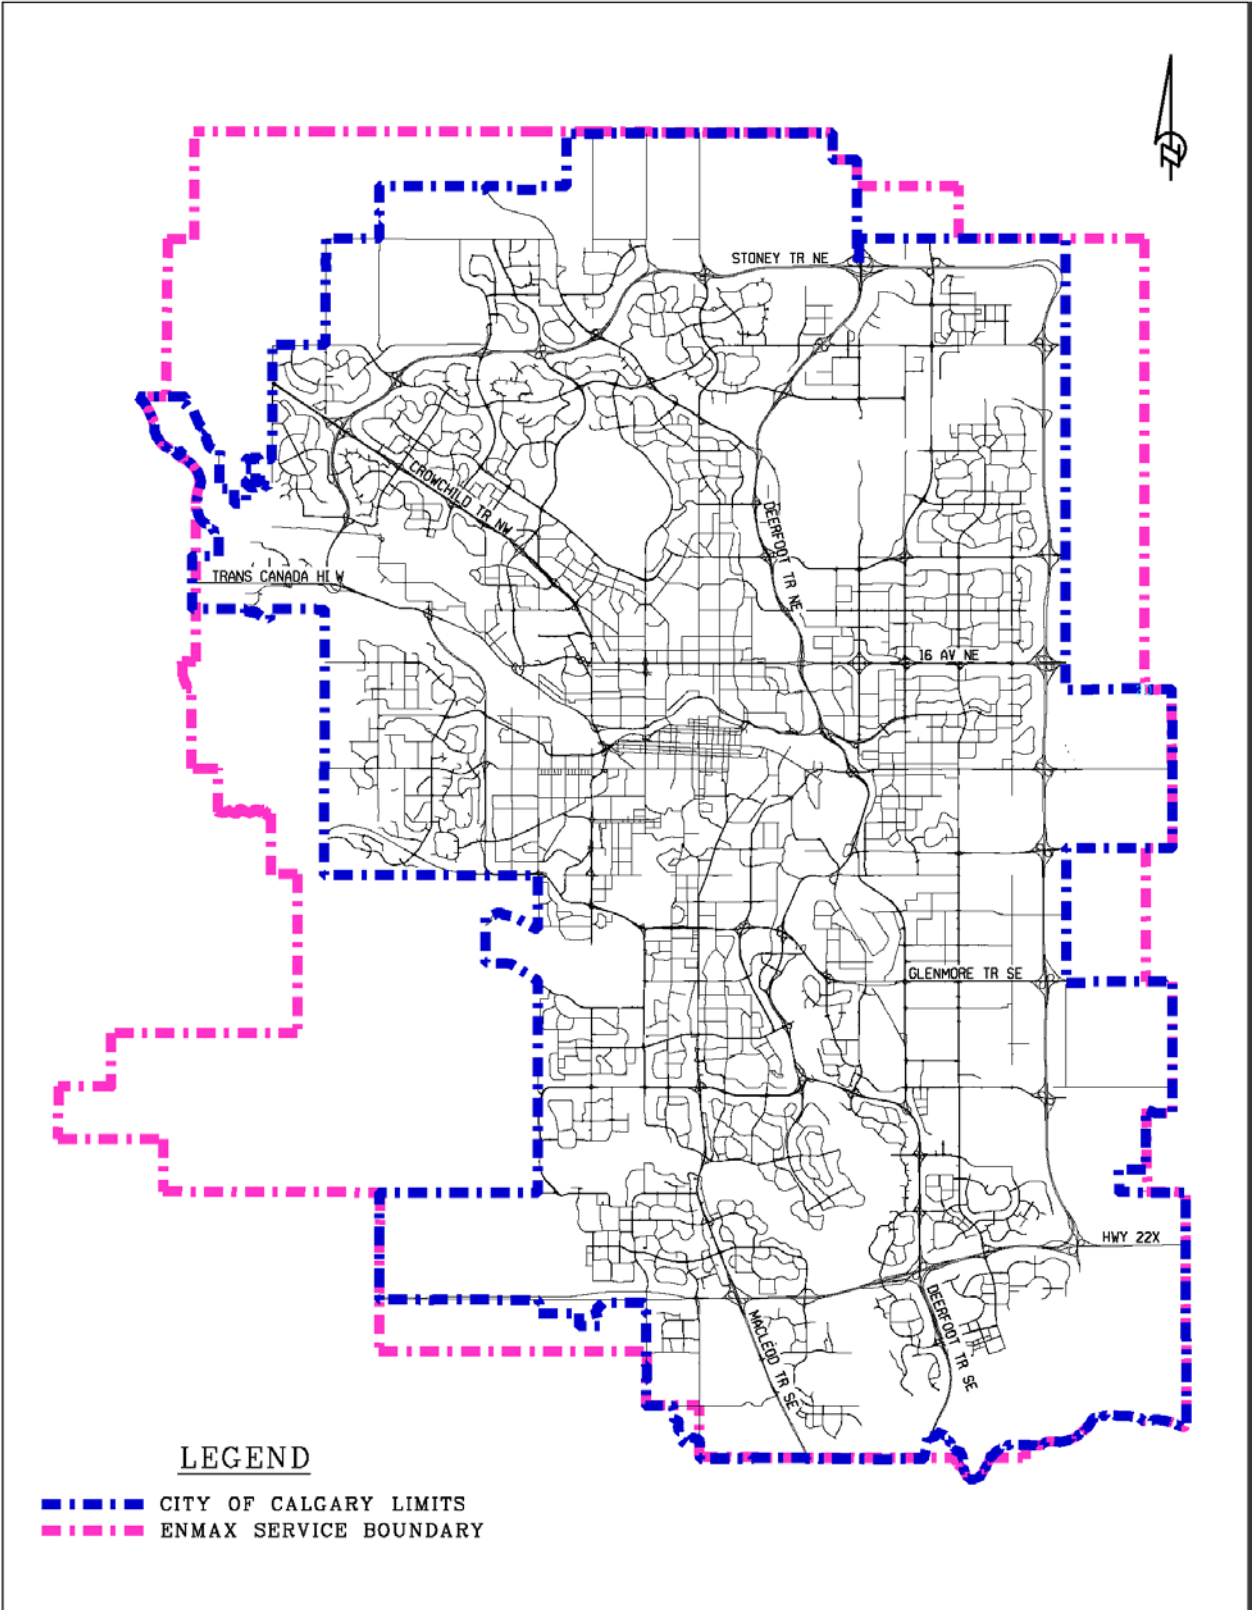 N
STONEY TR NE
CROWCHILD TR NW
DEERFOOT TR NE
TRANS CANADA HI W
16 AV NE
GLENMORE TR SE
HWY 22X
MACLEOD TR SE
DEERFOOT TR SE
LEGEND
CITY OF CALGARY LIMITS
ENMAX SERVICE BOUNDARY